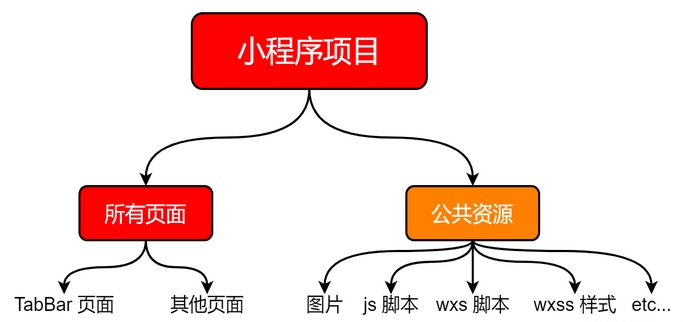 小程序项目
所有页面
公共资源
TabBar 页面
其他页面
图片
js 脚本
wxs 脚本
wxss 样式
etc...